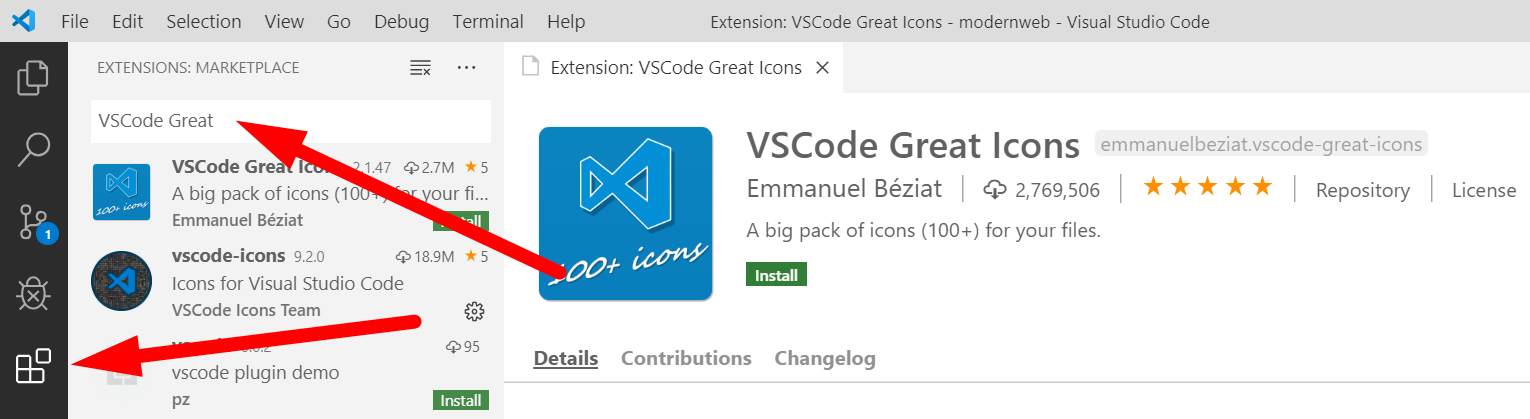 File Edit Selection View Go Debug Terminal Help Extension: VSCode Great Icons - modernweb - Visual Studio Code
EXTENSIONS: MARKETPLACE
VSCode Great
VSCode Great 2.1.47 2.7M 5
A big pack of icons (100+) for your fi...
Emmanuel Béziat Install
100+ icons
vscode-icons 9.2.0 18.9M 5
Icons for Visual Studio Code
VSCode Icons Team
95
vscode plugin demo
pz Install
1
Extension: VSCode Great Icons
100+ icons
VSCode Great Icons emmanuelbeziat.vscode-great-icons
Emmanuel Béziat 2,769,506 Repository License
A big pack of icons (100+) for your files.
Install
Details Contributions Changelog